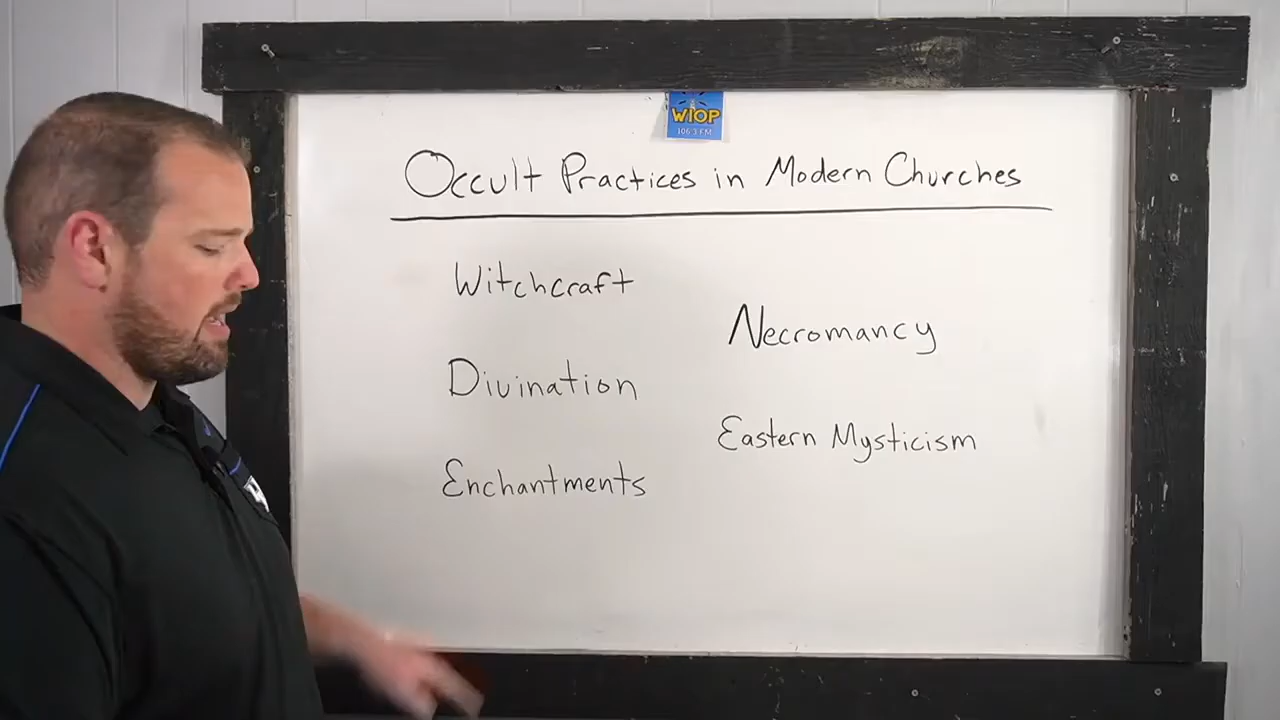 WIOP
106.3 FM
Occult Practices in Modern Churches
Witchcraft
Divination
Enchantments
Necromancy
Eastern Mysticism